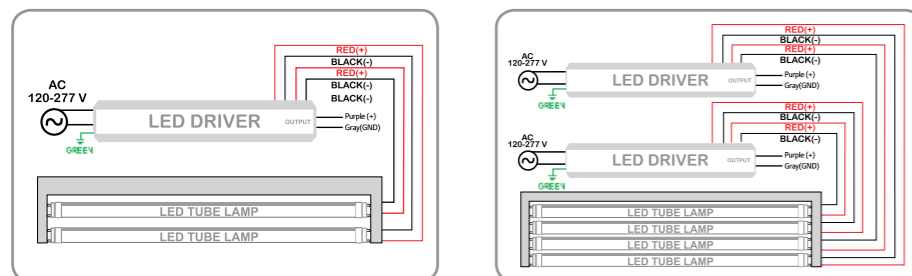 RED(+)
BLACK(-)
RED(+)
BLACK(-)
BLACK(-)
AC
120-277 V
LED DRIVER
OUTPUT
Purple (+)
Gray(GND)
GREEN
LED TUBE LAMP
LED TUBE LAMP
RED(+)
BLACK(-)
RED(+)
BLACK(-)
AC
120-277 V
LED DRIVER
OUTPUT
Purple (+)
Gray(GND)
GREEN
RED(+)
BLACK(-)
RED(+)
BLACK(-)
AC
120-277 V
LED DRIVER
OUTPUT
Purple (+)
Gray(GND)
GREEN
LED TUBE LAMP
LED TUBE LAMP
LED TUBE LAMP
LED TUBE LAMP